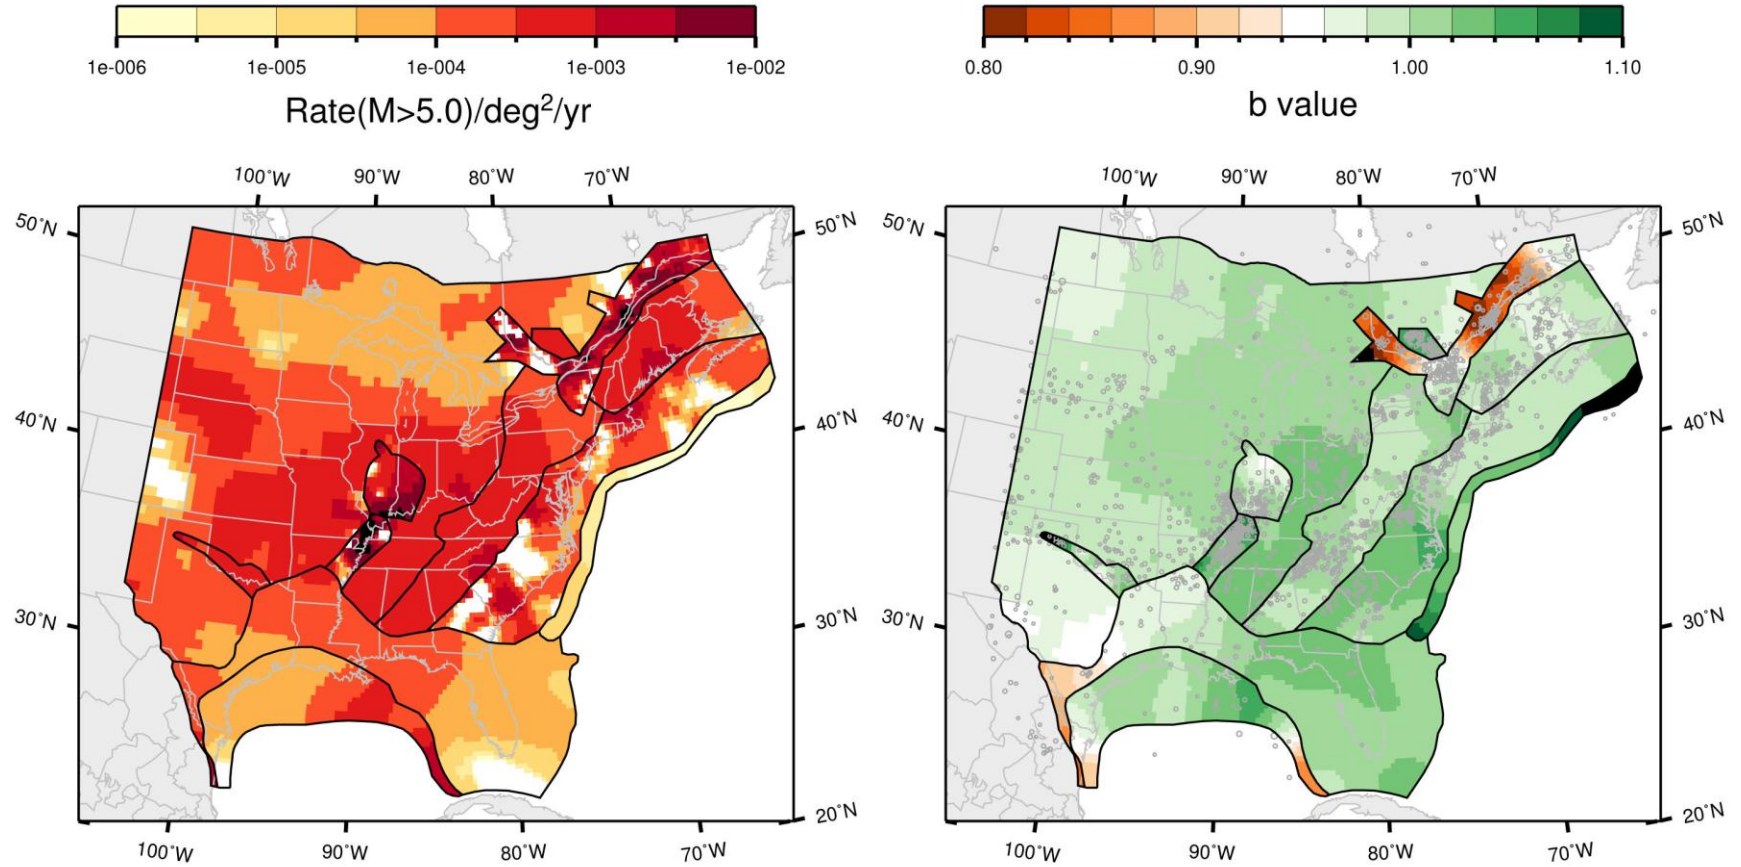 1e-006 1e-005 1e-004 1e-003 1e-002
Rate(M>5.0)/deg²/yr
0.80 0.90 1.00 1.10
b value
100°W 90°W 80°W 70°W
100°W 90°W 80°W 70°W
50°N 50°N 50°N 50°N
40°N 40°N 40°N 40°N
30°N 30°N 30°N 30°N
20°N 20°N
100°W 90°W 80°W 70°W
100°W 90°W 80°W 70°W